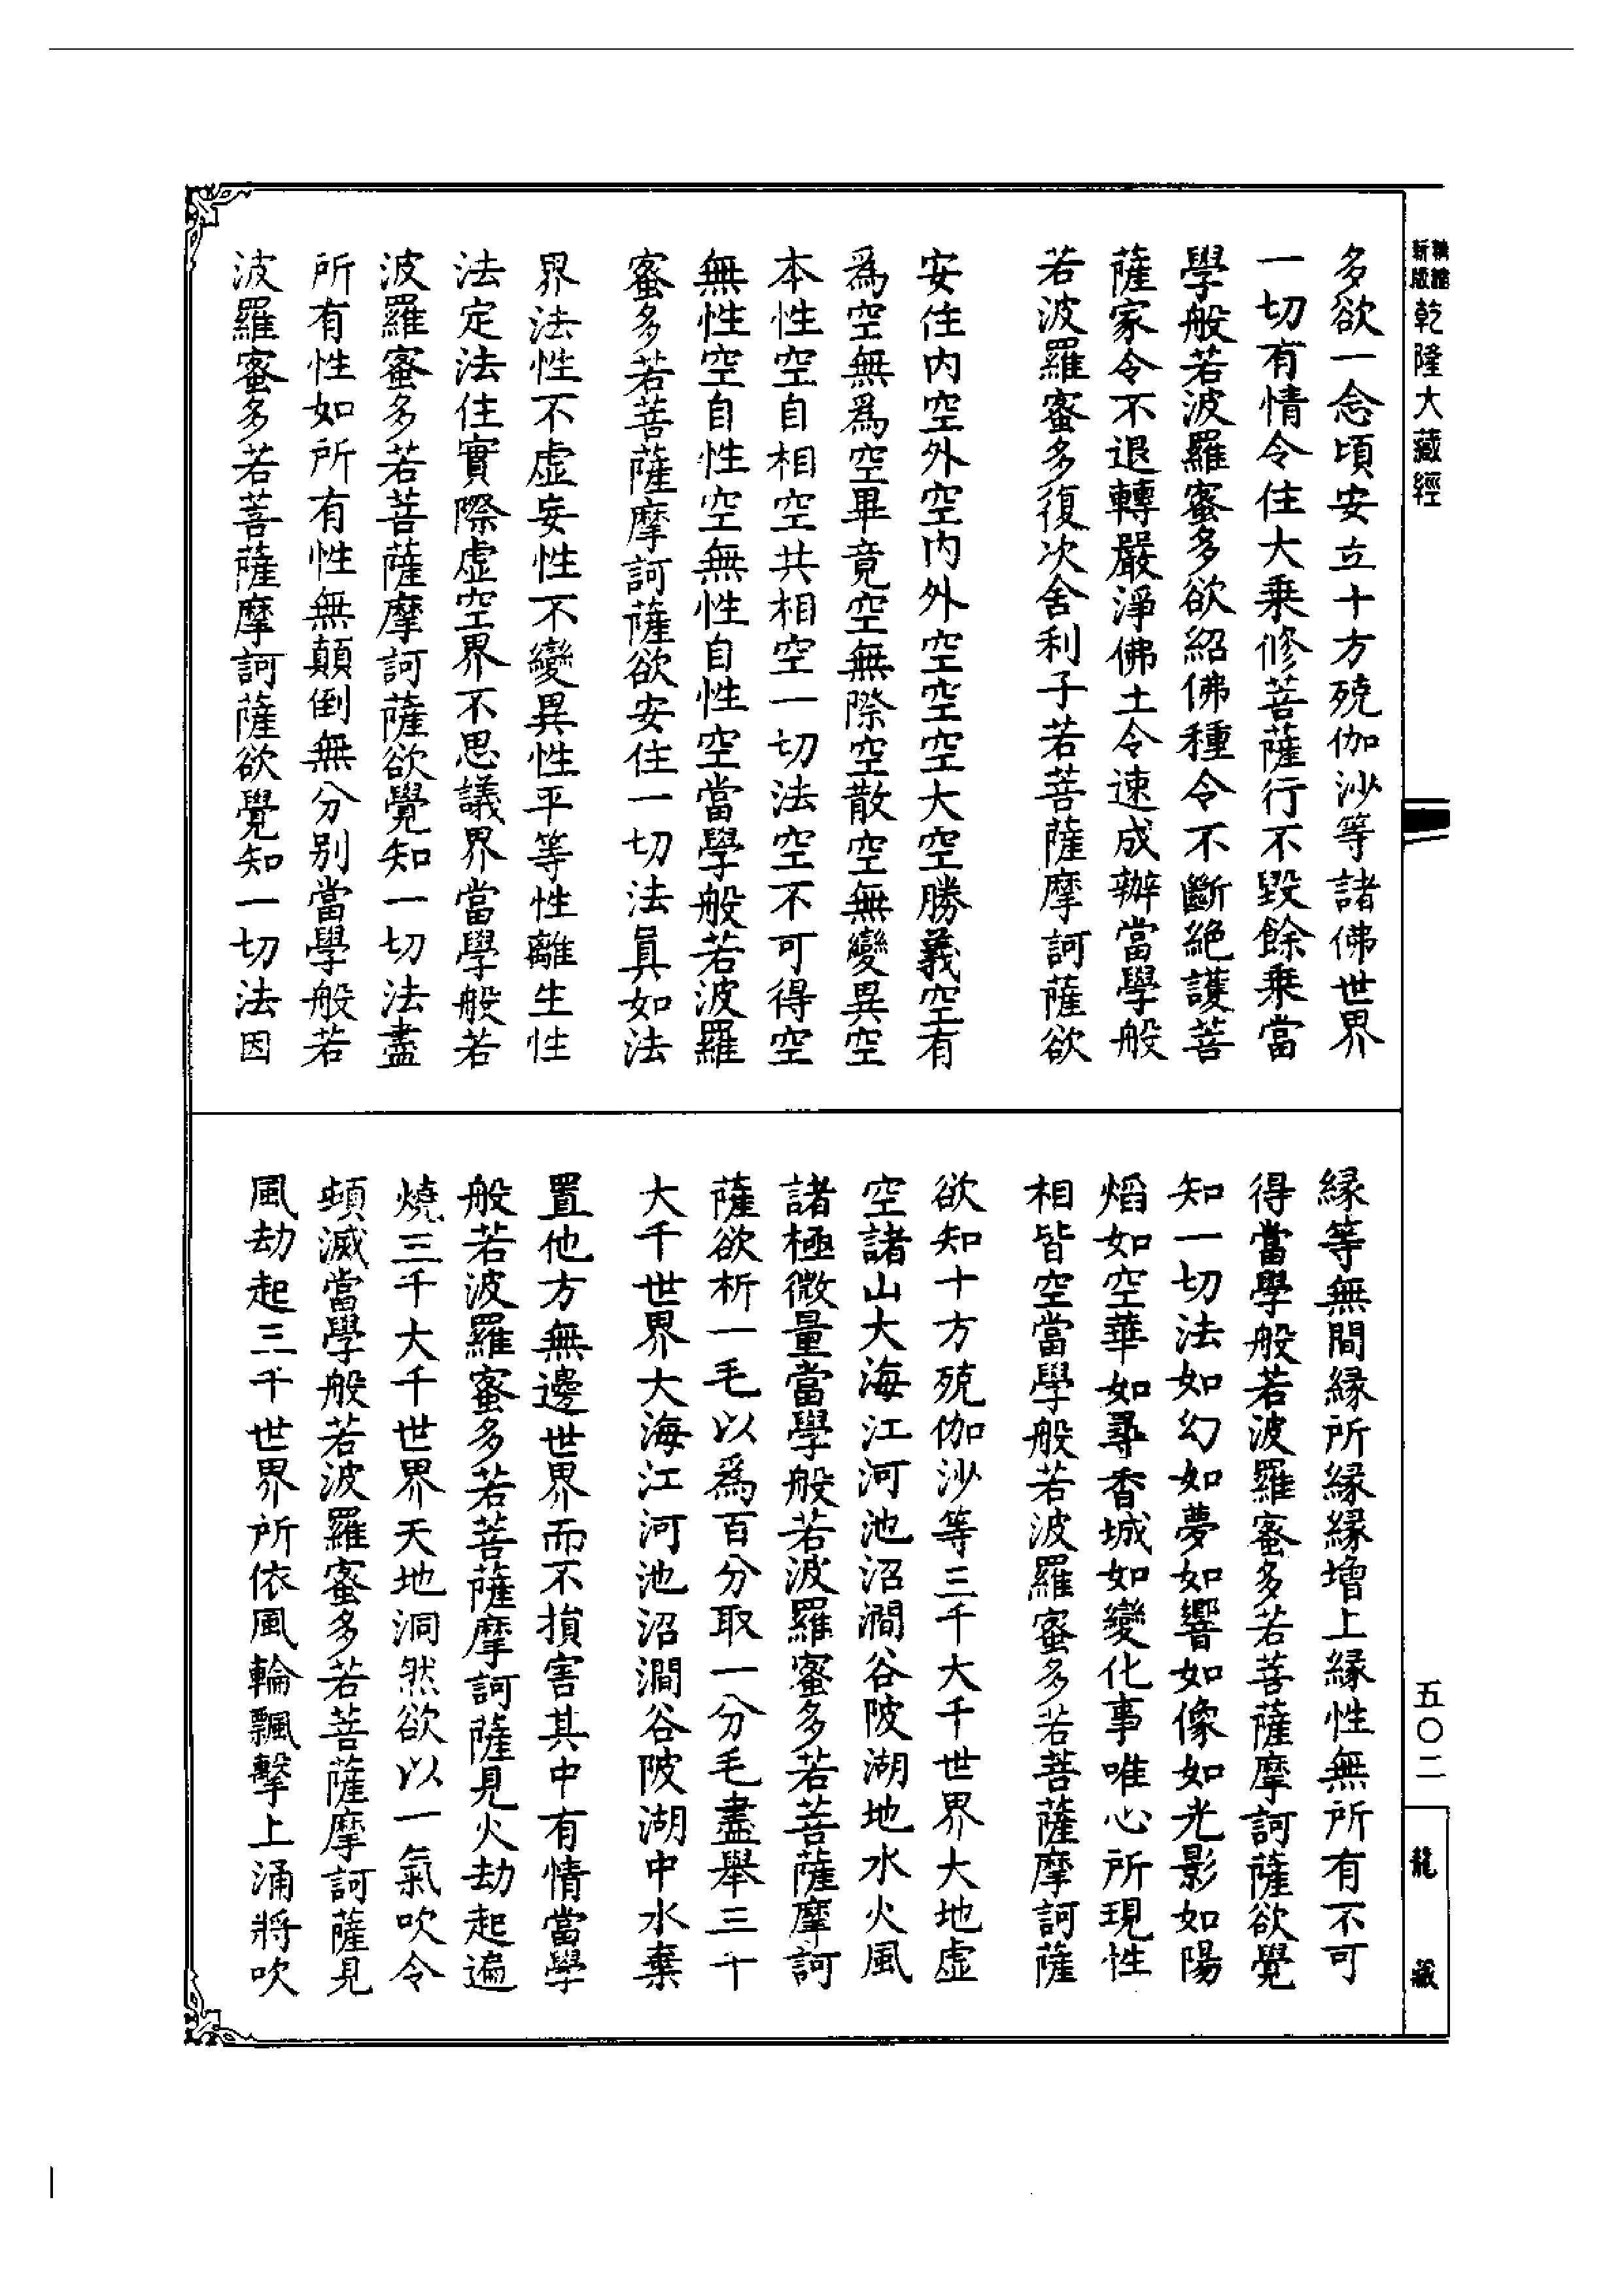 精縮
新版
乾隆大藏經
多欲一念頃安立十方殑伽沙等諸佛世界
一切有情令住大乘修菩薩行不毀餘乘當
學般若波羅蜜多欲紹佛種令不斷絕護菩
薩家令不退轉嚴淨佛土令速成辦當學般
若波羅蜜多復次舍利子若菩薩摩訶薩欲
安住內空外空內外空空空大空勝義空有
爲空無爲空畢竟空無際空散空無變異空
本性空自相空共相空一切法空不可得空
無性空自性空無性自性空當學般若波羅
蜜多若菩薩摩訶薩欲安住一切法真如法
界法性不虛妄性不變異性平等性離生性
法定法住實際虛空界不思議界當學般若
波羅蜜多若菩薩摩訶薩欲覺知一切法盡
所有性如所有性無顛倒無分別當學般若
波羅蜜多若菩薩摩訶薩欲覺知一切法因
緣等無間緣所緣緣增上緣性無所有不可
得當學般若波羅蜜多若菩薩摩訶薩欲覺
知一切法如幻如夢如響如像如光影如陽
燄如空華如尋香城如變化事唯心所現性
相皆空當學般若波羅蜜多若菩薩摩訶薩
欲知十方殑伽沙等三千大千世界大地虛
空諸山大海江河池沼澗谷陂湖地水火風
諸極微量當學般若波羅蜜多若菩薩摩訶
薩欲析一毛以爲百分取一分毛盡舉三千
大千世界大海江河池沼澗谷陂湖中水棄
置他方無邊世界而不損害其中有情當學
般若波羅蜜多若菩薩摩訶薩見火劫起遍
燒三千大千世界天地洞然欲以一氣吹令
頓滅當學般若波羅蜜多若菩薩摩訶薩見
風劫起三千世界所依風輪飄擊上涌將吹
五〇二
龍藏